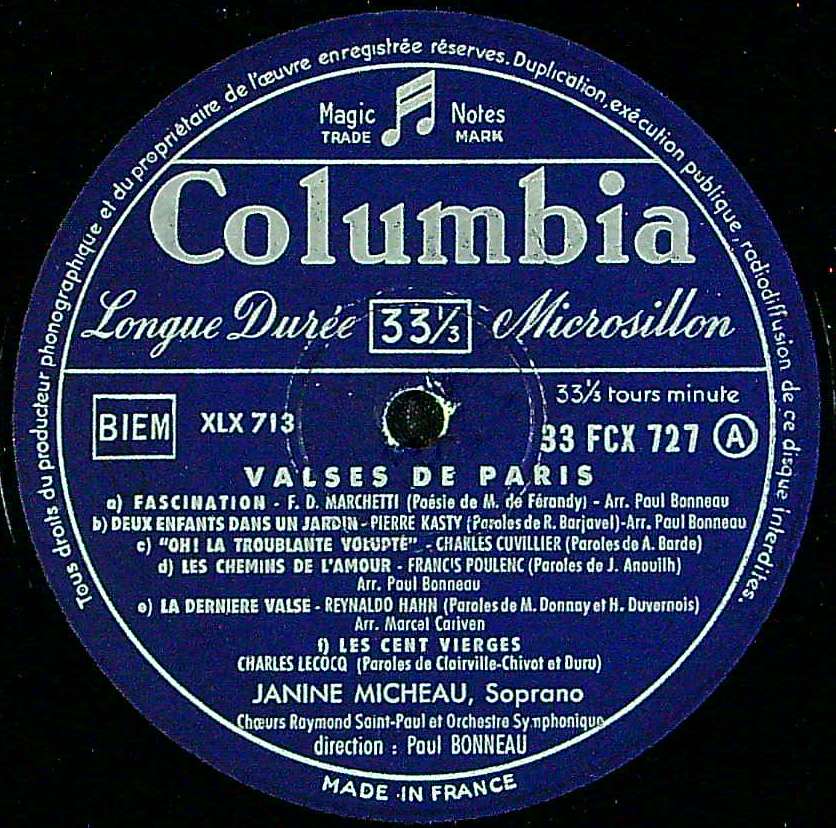 Tous droits du producteur phonographique et du propriétaire de l'œuvre enregistrée réservés. Duplication, exécution publique, radiodiffusion de ce disque interdites.
Magic Notes
TRADE MARK
Columbia
Longue Durée 33⅓ Microsillon
33⅓ tours minute
BIEM XLX 713 33 FCX 727 A
VALSES DE PARIS
a) FASCINATION - F. D. MARCHETTI (Poésie de M. de Férandy) - Arr. Paul Bonneau
b) DEUX ENFANTS DANS UN JARDIN - PIERRE KASTY (Paroles de R. Barjavel) - Arr. Paul Bonneau
c) "OH! LA TROUBLANTE VOLUPTÉ" - CHARLES CUVILLIER (Paroles de A. Barde)
d) LES CHEMINS DE L'AMOUR - FRANCIS POULENC (Paroles de J. Anouilh)
Arr. Paul Bonneau
e) LA DERNIERE VALSE - REYNALDO HAHN (Paroles de M. Donnay et H. Duvernois)
Arr. Marcel Cariven
f) LES CENT VIERGES
CHARLES LECOCQ (Paroles de Clairville-Chivot et Duru)
JANINE MICHEAU, Soprano
Chœurs Raymond Saint-Paul et Orchestre Symphonique
direction : Paul BONNEAU
MADE IN FRANCE